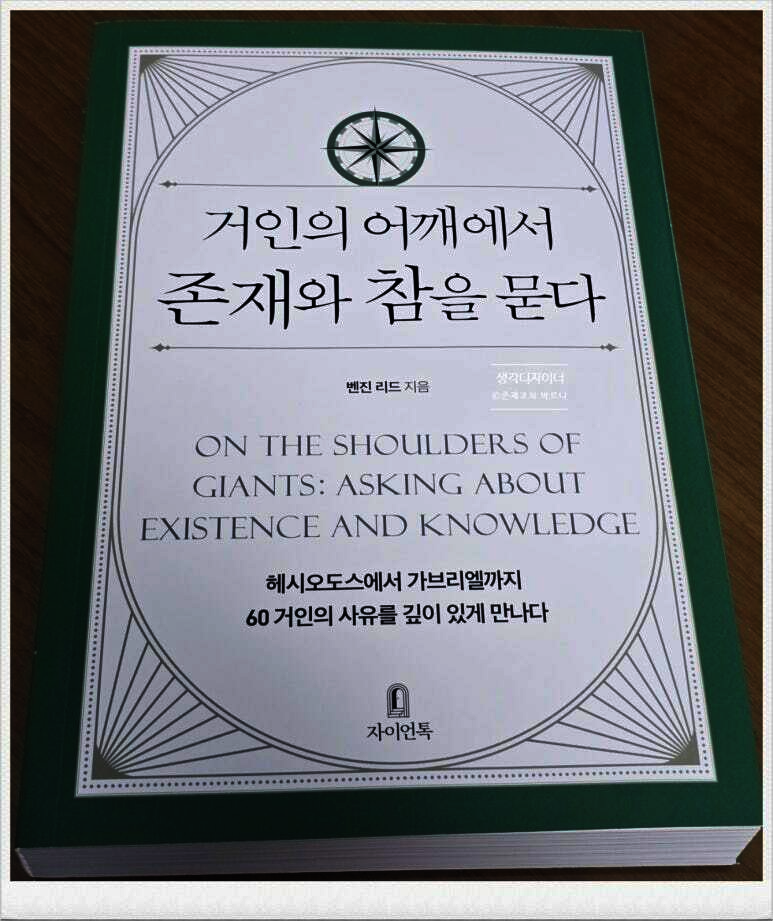 거인의 어깨에서
존재와 참을 묻다
벤진 리드 지음
생각디자이너
ON THE SHOULDERS OF
GIANTS: ASKING ABOUT
EXISTENCE AND KNOWLEDGE
헤시오도스에서 가브리엘까지
60 거인의 사유를 깊이 있게 만나다
자이언톡